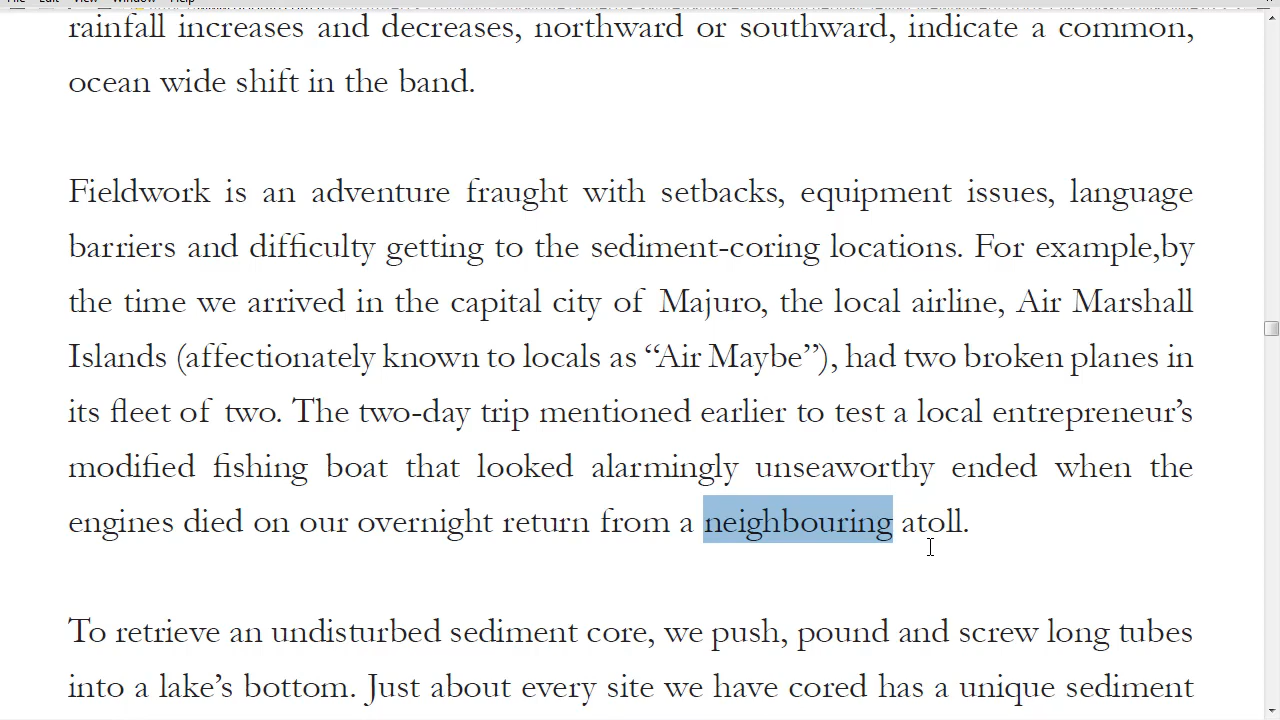 File Edit View Window Help
rainfall increases and decreases, northward or southward, indicate a common,
ocean wide shift in the band.
Fieldwork is an adventure fraught with setbacks, equipment issues, language
barriers and difficulty getting to the sediment-coring locations. For example,by
the time we arrived in the capital city of Majuro, the local airline, Air Marshall
Islands (affectionately known to locals as “Air Maybe”), had two broken planes in
its fleet of two. The two-day trip mentioned earlier to test a local entrepreneur’s
modified fishing boat that looked alarmingly unseaworthy ended when the
engines died on our overnight return from a neighbouring atoll.
To retrieve an undisturbed sediment core, we push, pound and screw long tubes
into a lake’s bottom. Just about every site we have cored has a unique sediment